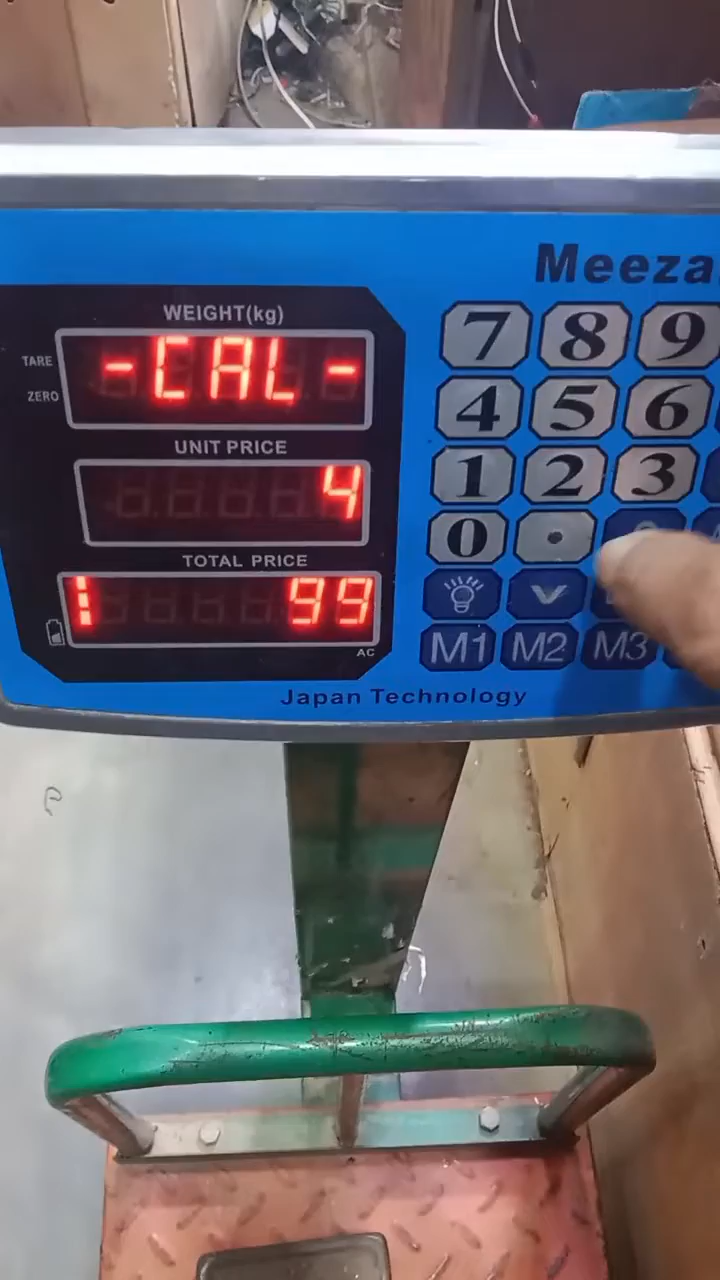 Meeza
WEIGHT(kg)
TARE
ZERO
-CAL-
UNIT PRICE
4
TOTAL PRICE
1 99
AC
7 8 9
4 5 6
1 2 3
0 .
M1 M2 M3
Japan Technology